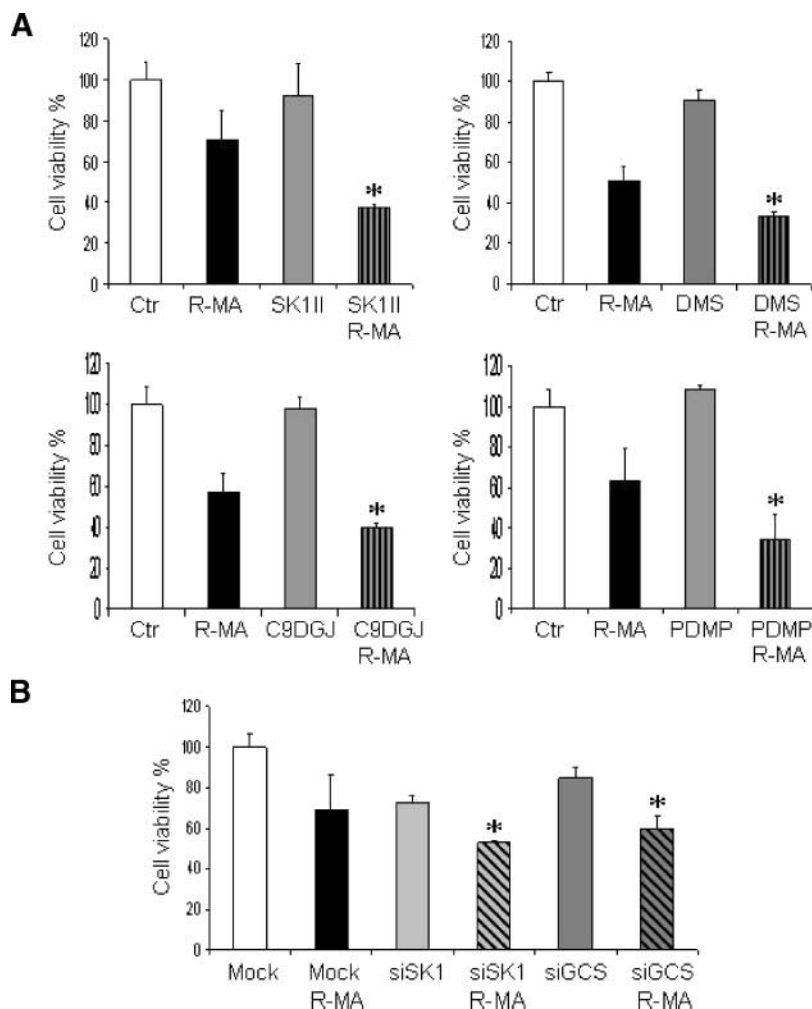 A
Cell viability %
120
100
80
60
40
20
0
*
Ctr R-MA SK1II SK1II
R-MA
Cell viability %
120
100
80
60
40
20
0
*
Ctr R-MA DMS DMS
R-MA
Cell viability %
120
100
80
60
40
20
0
*
Ctr R-MA C9DGJ C9DGJ
R-MA
Cell viability %
120
100
80
60
40
20
0
*
Ctr R-MA PDMP PDMP
R-MA
B
Cell viability %
120
100
80
60
40
20
0
* *
Mock Mock siSK1 siSK1 siGCS siGCS
R-MA R-MA R-MA